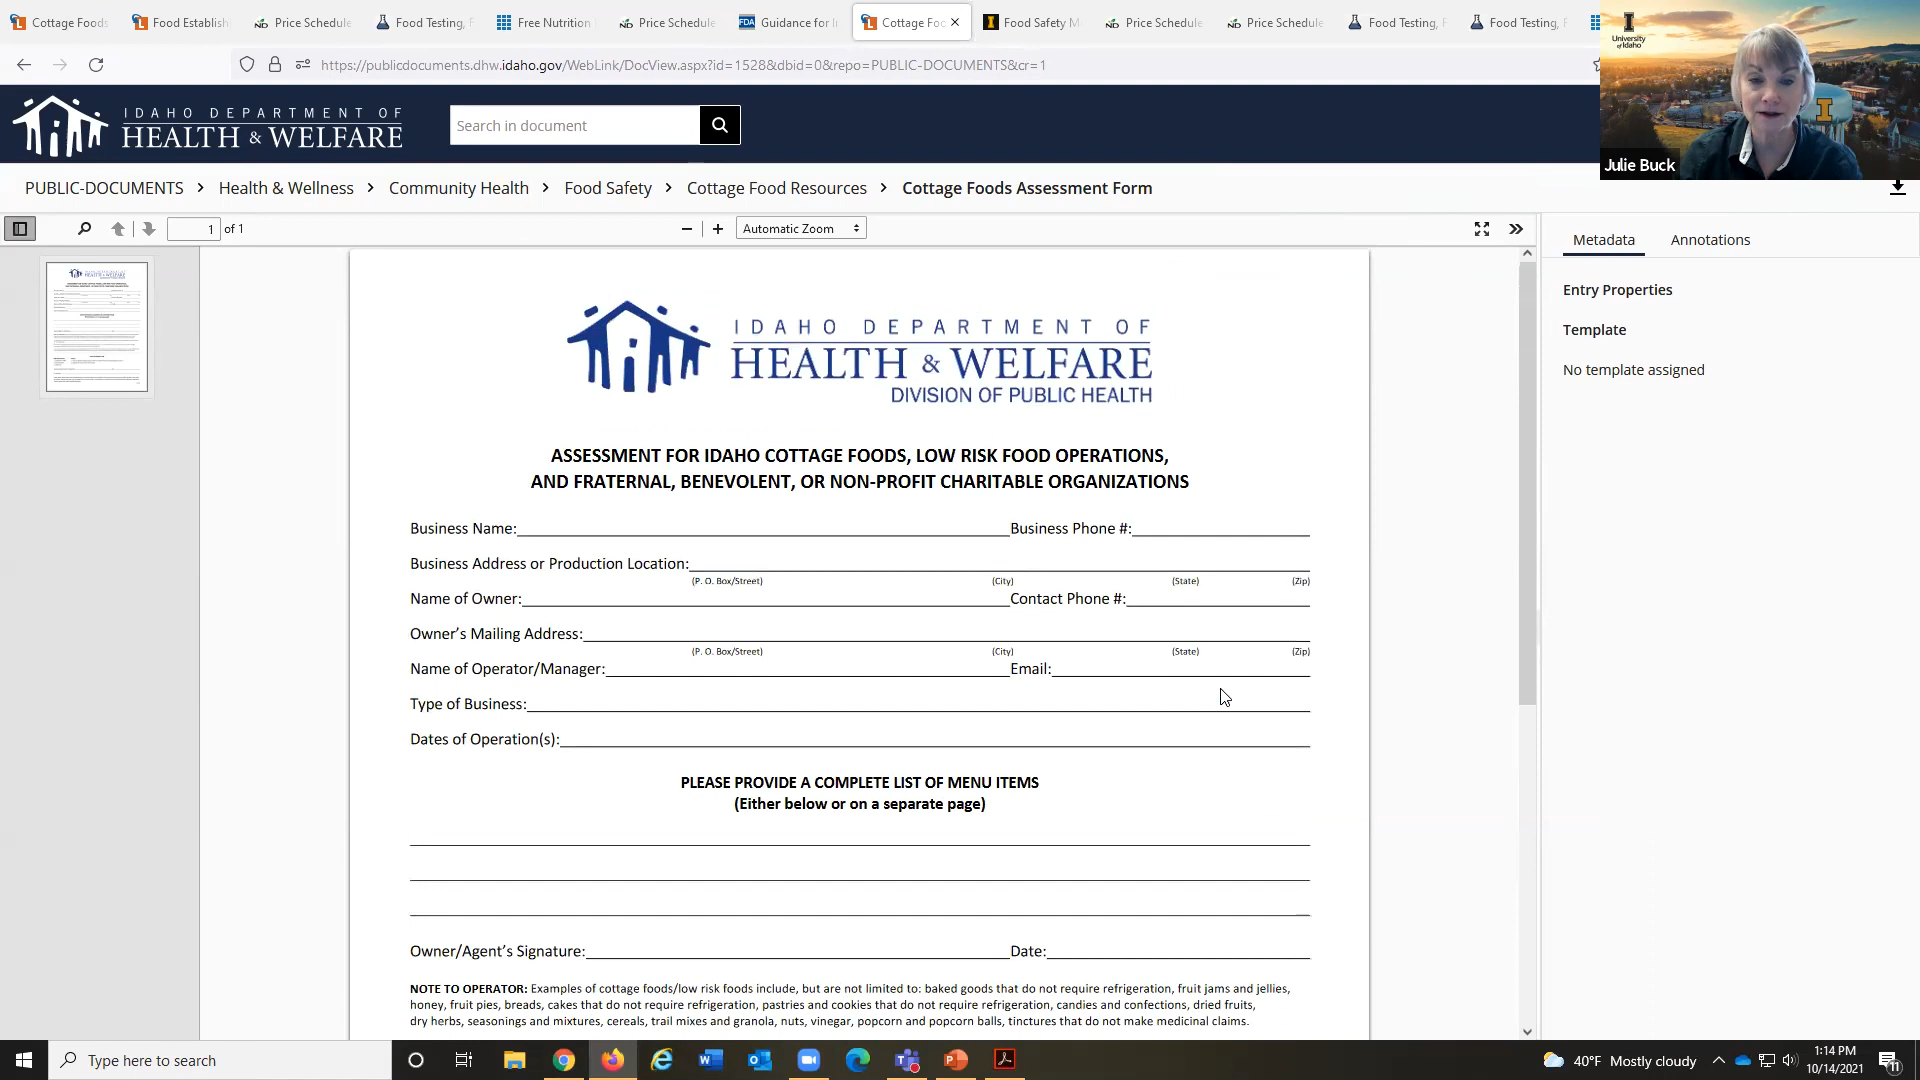 Cottage Foods
Food Establish
Price Schedule
Food Testing, F
Free Nutrition
Price Schedule
Guidance for I
Cottage Foo
Food Safety M
Price Schedule
Price Schedule
Food Testing, F
Food Testing, F
https://publicdocuments.dhw.idaho.gov/WebLink/DocView.aspx?id=1528&dbid=0&repo=PUBLIC-DOCUMENTS&cr=1
University
of Idaho
Julie Buck
IDAHO DEPARTMENT OF
HEALTH & WELFARE
Search in document
PUBLIC-DOCUMENTS > Health & Wellness > Community Health > Food Safety > Cottage Food Resources > Cottage Foods Assessment Form
1 of 1
Automatic Zoom
Metadata
Annotations
Entry Properties
Template
No template assigned
IDAHO DEPARTMENT OF
HEALTH & WELFARE
DIVISION OF PUBLIC HEALTH
ASSESSMENT FOR IDAHO COTTAGE FOODS, LOW RISK FOOD OPERATIONS,
AND FRATERNAL, BENEVOLENT, OR NON-PROFIT CHARITABLE ORGANIZATIONS
Business Name: Business Phone #:
Business Address or Production Location:
(P. O. Box/Street) (City) (State) (Zip)
Name of Owner: Contact Phone #:
Owner's Mailing Address:
(P. O. Box/Street) (City) (State) (Zip)
Name of Operator/Manager: Email:
Type of Business:
Dates of Operation(s):
PLEASE PROVIDE A COMPLETE LIST OF MENU ITEMS
(Either below or on a separate page)
Owner/Agent's Signature: Date:
NOTE TO OPERATOR: Examples of cottage foods/low risk foods include, but are not limited to: baked goods that do not require refrigeration, fruit jams and jellies,
honey, fruit pies, breads, cakes that do not require refrigeration, pastries and cookies that do not require refrigeration, candies and confections, dried fruits,
dry herbs, seasonings and mixtures, cereals, trail mixes and granola, nuts, vinegar, popcorn and popcorn balls, tinctures that do not make medicinal claims.
Type here to search
40°F Mostly cloudy
1:14 PM
10/14/2021
11